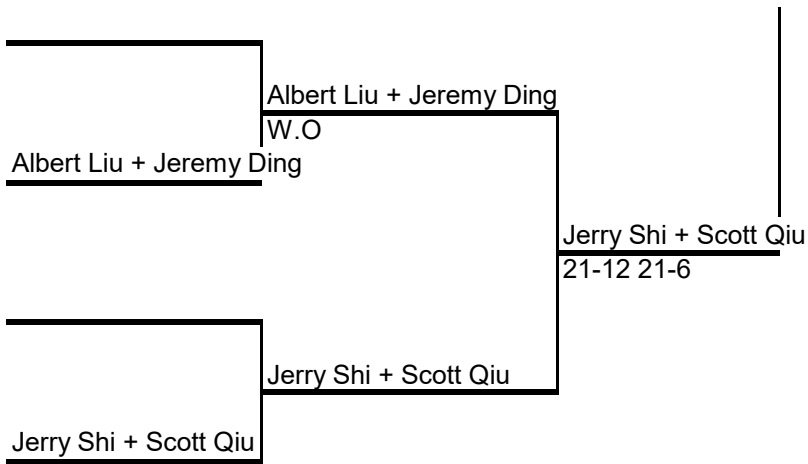 Albert Liu + Jeremy Ding
W.O
Albert Liu + Jeremy Ding
Jerry Shi + Scott Qiu
21-12 21-6
Jerry Shi + Scott Qiu
Jerry Shi + Scott Qiu